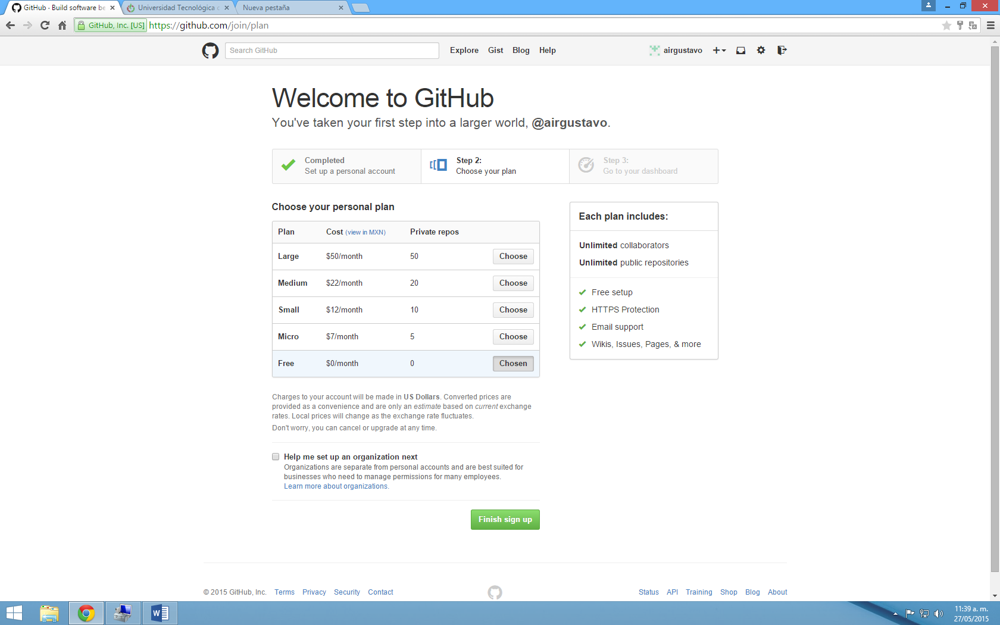 GitHub · Build software be
Universidad Tecnológica
Nueva pestaña
GitHub, Inc. [US] https://github.com/join/plan
Search GitHub
Explore Gist Blog Help
airgustavo
Welcome to GitHub
You've taken your first step into a larger world, @airgustavo.
Completed
Set up a personal account
Step 2:
Choose your plan
Step 3:
Go to your dashboard
Choose your personal plan
Plan Cost (view in MXN) Private repos
Large $50/month 50 Choose
Medium $22/month 20 Choose
Small $12/month 10 Choose
Micro $7/month 5 Choose
Free $0/month 0 Chosen
Each plan includes:
Unlimited collaborators
Unlimited public repositories
Free setup
HTTPS Protection
Email support
Wikis, Issues, Pages, & more
Charges to your account will be made in US Dollars. Converted prices are
provided as a convenience and are only an estimate based on current exchange
rates. Local prices will change as the exchange rate fluctuates.
Don't worry, you can cancel or upgrade at any time.
Help me set up an organization next
Organizations are separate from personal accounts and are best suited for
businesses who need to manage permissions for many employees.
Learn more about organizations.
Finish sign up
© 2015 GitHub, Inc. Terms Privacy Security Contact
Status API Training Shop Blog About
11:39 a. m.
27/05/2015